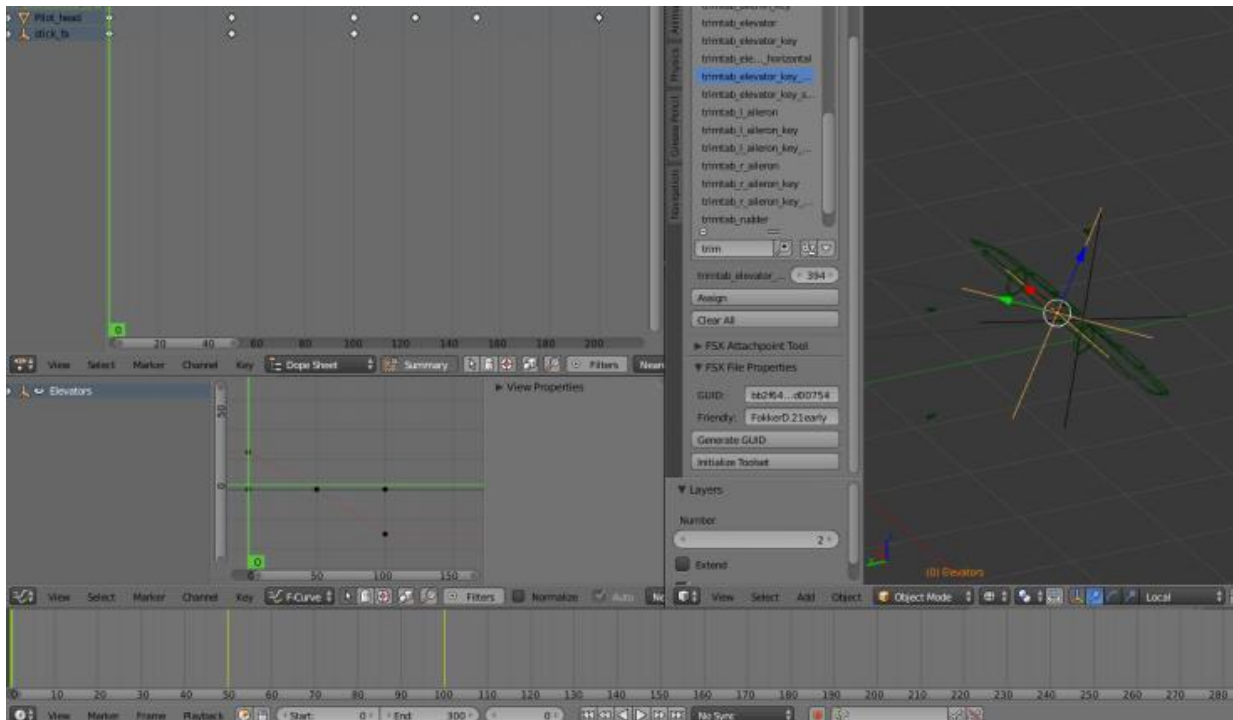 Pilot_head
stick_fa
0
20 40 60 80 100 120 140 160 180 200
View Select Marker Channel Key Dope Sheet Summary Filters Near
Elevators
50
0
0
0 50 100 150
View Properties
View Select Marker Channel Key F-Curve Filters Normalize Auto
Physics
Grease Pencil
Navigation
trimtab_elevator
trimtab_elevator_key
trimtab_ele..._horizontal
trimtab_elevator_key_...
trimtab_elevator_key_s...
trimtab_l_aileron
trimtab_l_aileron_key
trimtab_l_aileron_key_...
trimtab_r_aileron
trimtab_r_aileron_key
trimtab_r_aileron_key_...
trimtab_rudder
trim
trimtab_elevator_... 394
Assign
Clear All
FSX Attachpoint Tool
FSX File Properties
GUID: bb2f64...d00754
Friendly: FokkerD.21early
Generate GUID
Initialize Toolset
Layers
Number
2
Extend
(0) Elevators
View Select Add Object Object Mode Local
0 10 20 30 40 50 60 70 80 90 100 110 120 130 140 150 160 170 180 190 200 210 220 230 240 250 260 270 280
View Marker Frame Playback Start: 0 End: 300 0 No Sync